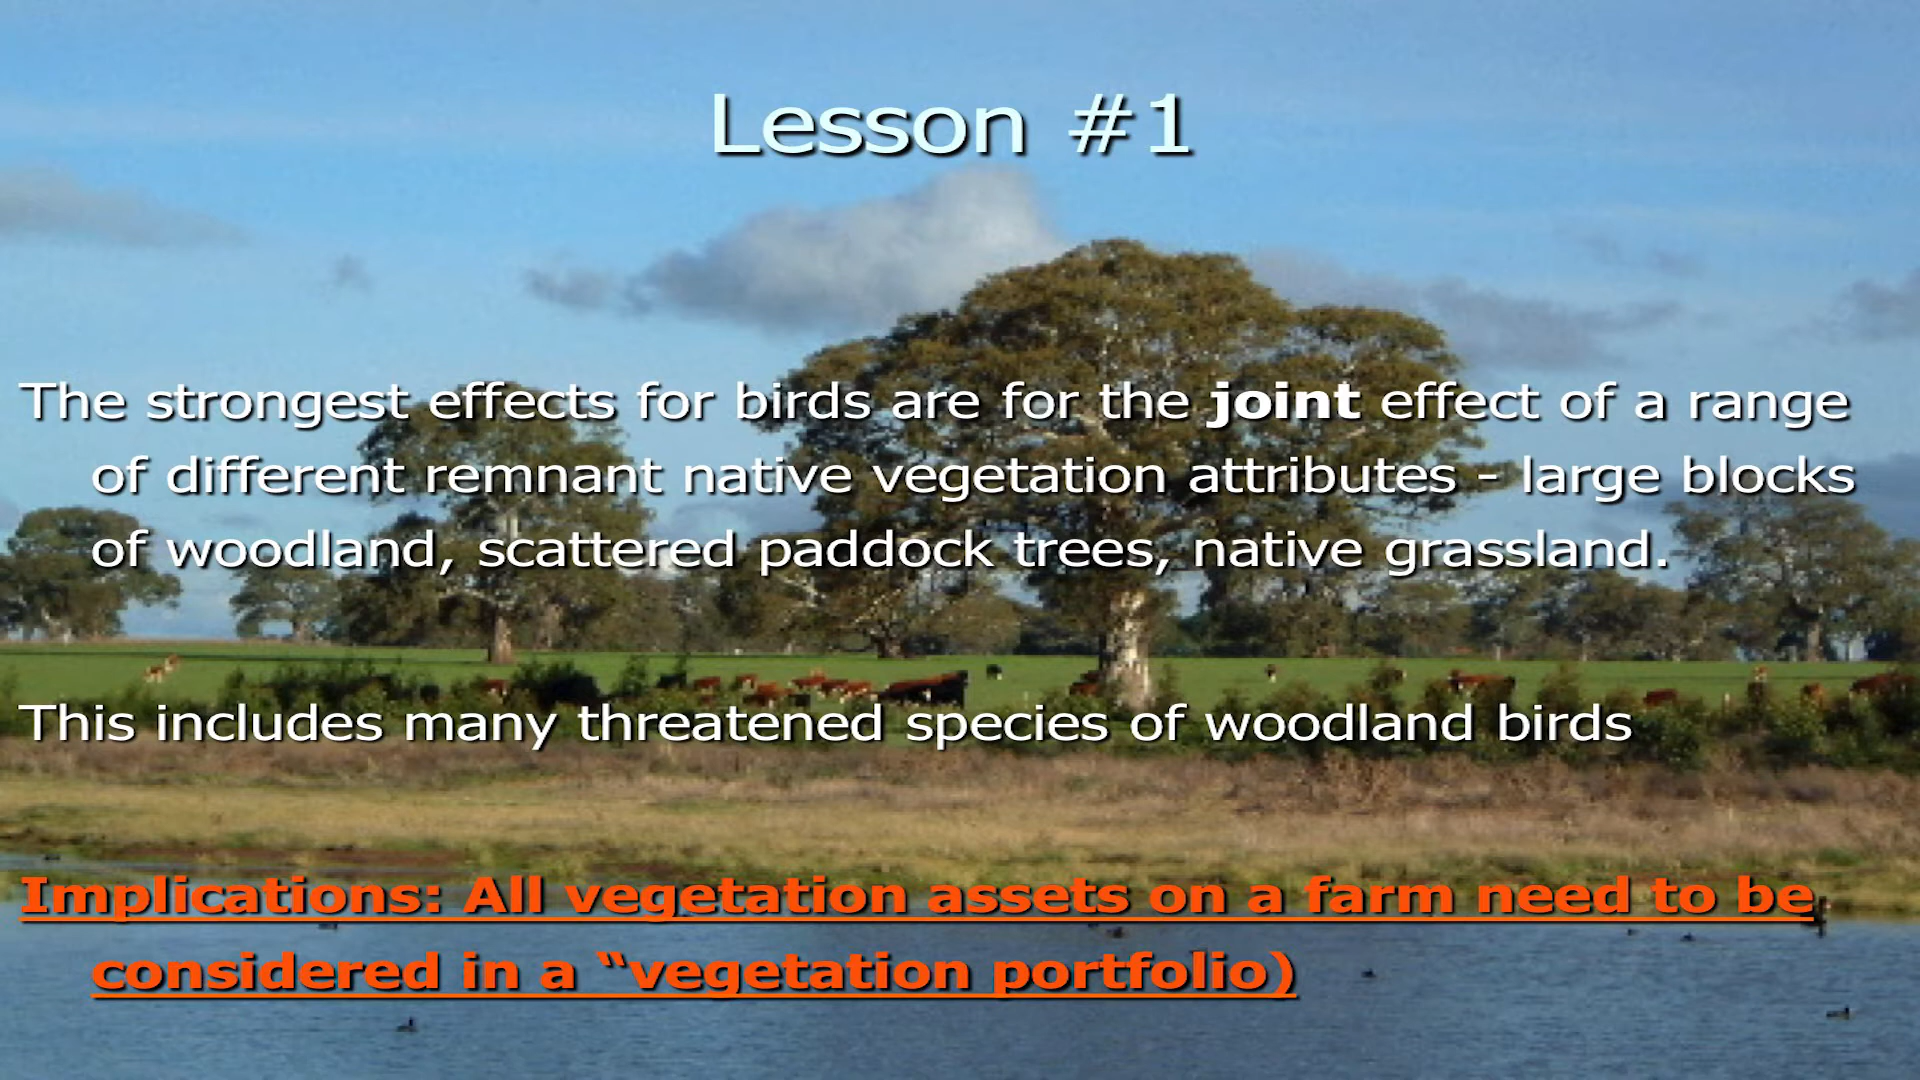 Lesson #1
The strongest effects for birds are for the joint effect of a range
of different remnant native vegetation attributes - large blocks
of woodland, scattered paddock trees, native grassland.
This includes many threatened species of woodland birds
Implications: All vegetation assets on a farm need to be
considered in a “vegetation portfolio)